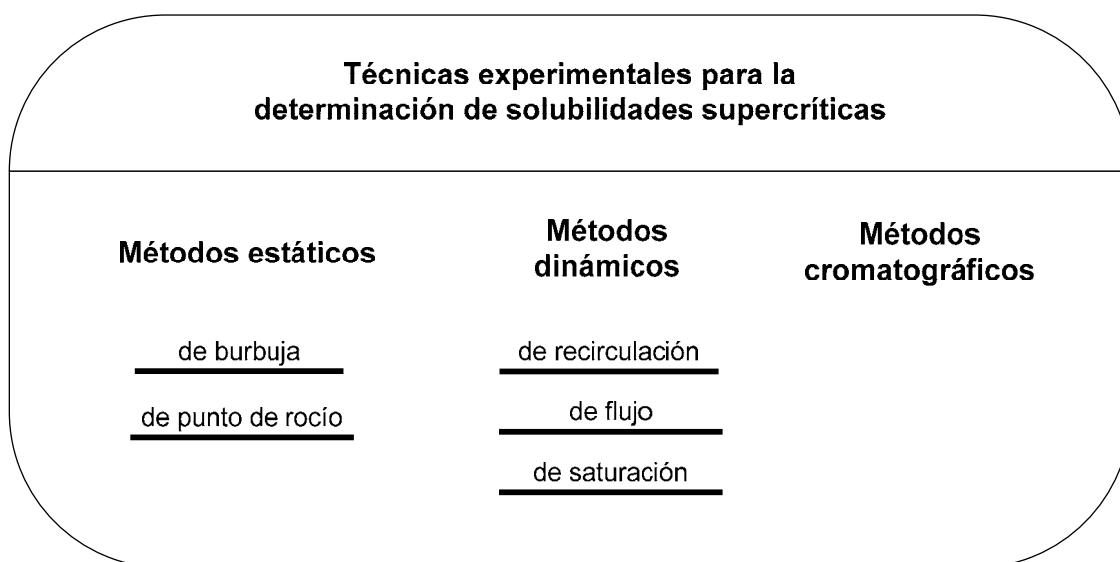 Técnicas experimentales para la
determinación de solubilidades supercríticas
Métodos estáticos
de burbuja
de punto de rocío
Métodos
dinámicos
de recirculación
de flujo
de saturación
Métodos
cromatográficos